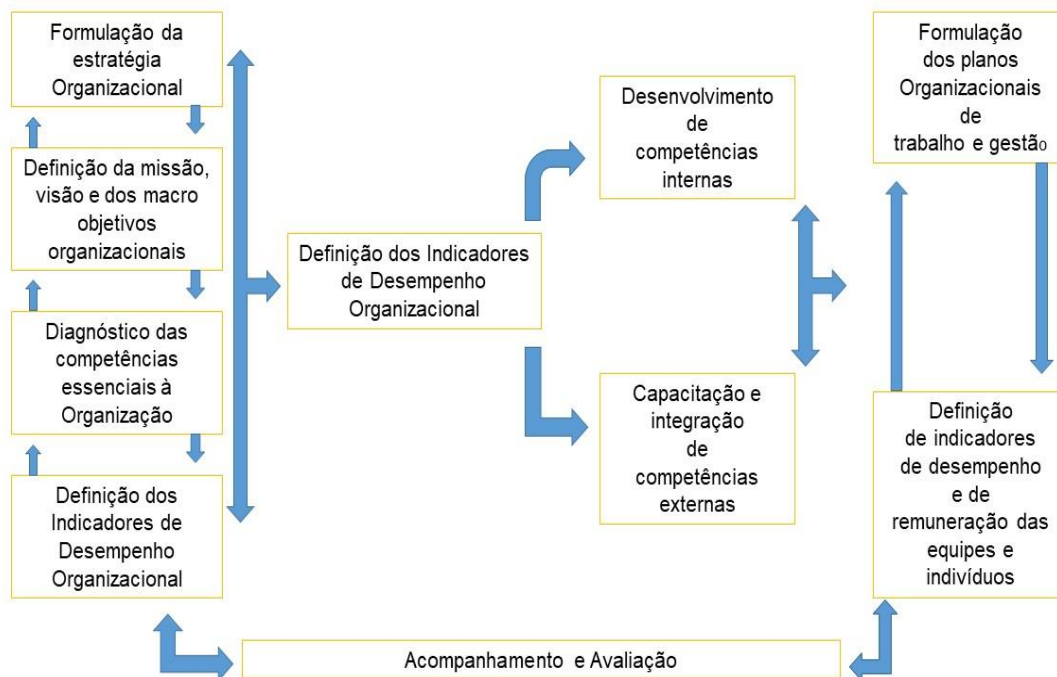 Formulação da
estratégia
Organizacional
Definição da missão,
visão e dos macro
objetivos
organizacionais
Diagnóstico das
competências
essenciais à
Organização
Definição dos
Indicadores de
Desempenho
Organizacional
Definição dos Indicadores
de Desempenho
Organizacional
Desenvolvimento
de
competências
internas
Capacitação e
integração
de
competências
externas
Formulação
dos planos
Organizacionais
de
trabalho e gestão
Definição
de indicadores
de desempenho
e de
remuneração das
equipes e
indivíduos
Acompanhamento e Avaliação